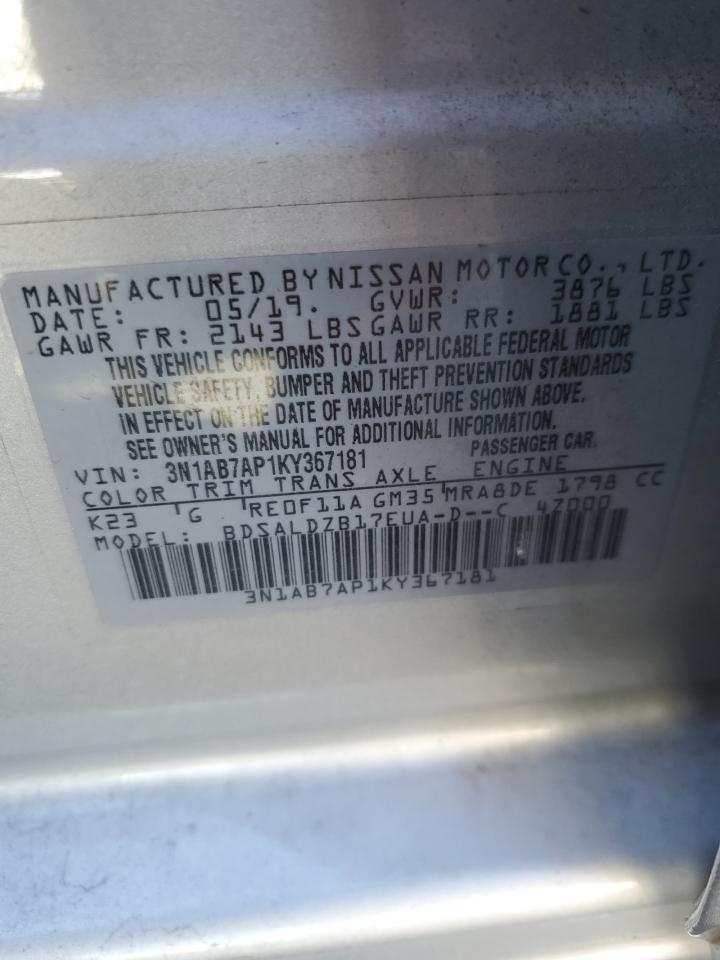 MANUFACTURED BY NISSAN MOTOR CO., LTD.
DATE: 05/19. GVWR: 3876 LBS
GAWR FR: 2143 LBS GAWR RR: 1881 LBS
THIS VEHICLE CONFORMS TO ALL APPLICABLE FEDERAL MOTOR
VEHICLE SAFETY, BUMPER AND THEFT PREVENTION STANDARDS
IN EFFECT ON THE DATE OF MANUFACTURE SHOWN ABOVE.
SEE OWNER'S MANUAL FOR ADDITIONAL INFORMATION.
VIN: 3N1AB7AP1KY367181 PASSENGER CAR.
COLOR TRIM TRANS AXLE ENGINE
K23 G RE0F11A GM35 MRA8DE 1798 CC
MODEL: BDSALDZB17EUA-D--C 4Z000
3N1AB7AP1KY367181